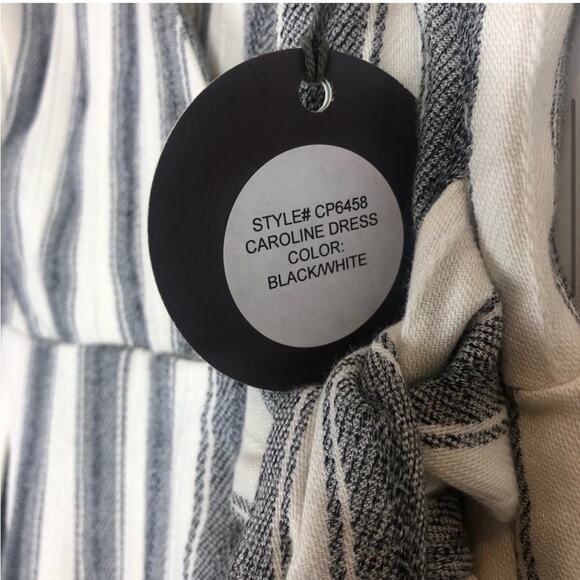 STYLE# CP6458
CAROLINE DRESS
COLOR:
BLACK/WHITE